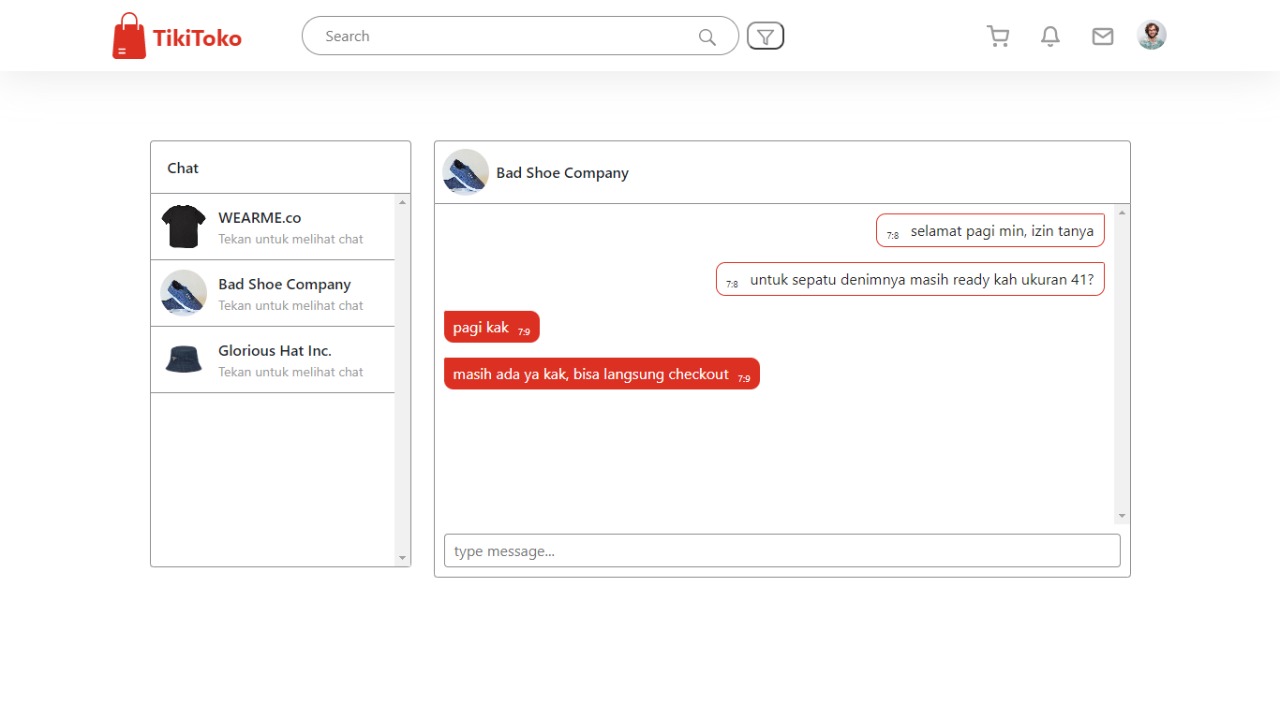 TikiToko
Search
Chat
WEARME.co
Tekan untuk melihat chat
Bad Shoe Company
Tekan untuk melihat chat
Glorious Hat Inc.
Tekan untuk melihat chat
Bad Shoe Company
7:8 selamat pagi min, izin tanya
7:8 untuk sepatu denimnya masih ready kah ukuran 41?
pagi kak 7:9
masih ada ya kak, bisa langsung checkout 7:9
type message...